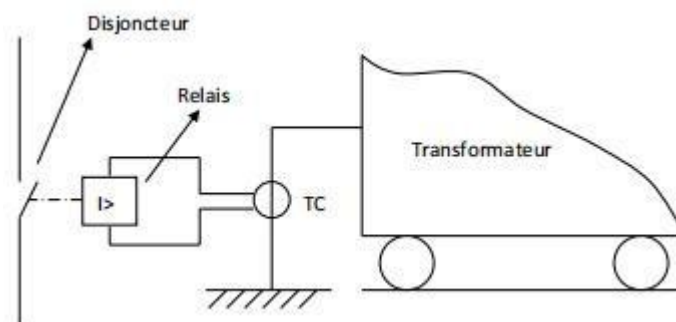 Disjoncteur
Relais
Transformateur
I>
TC